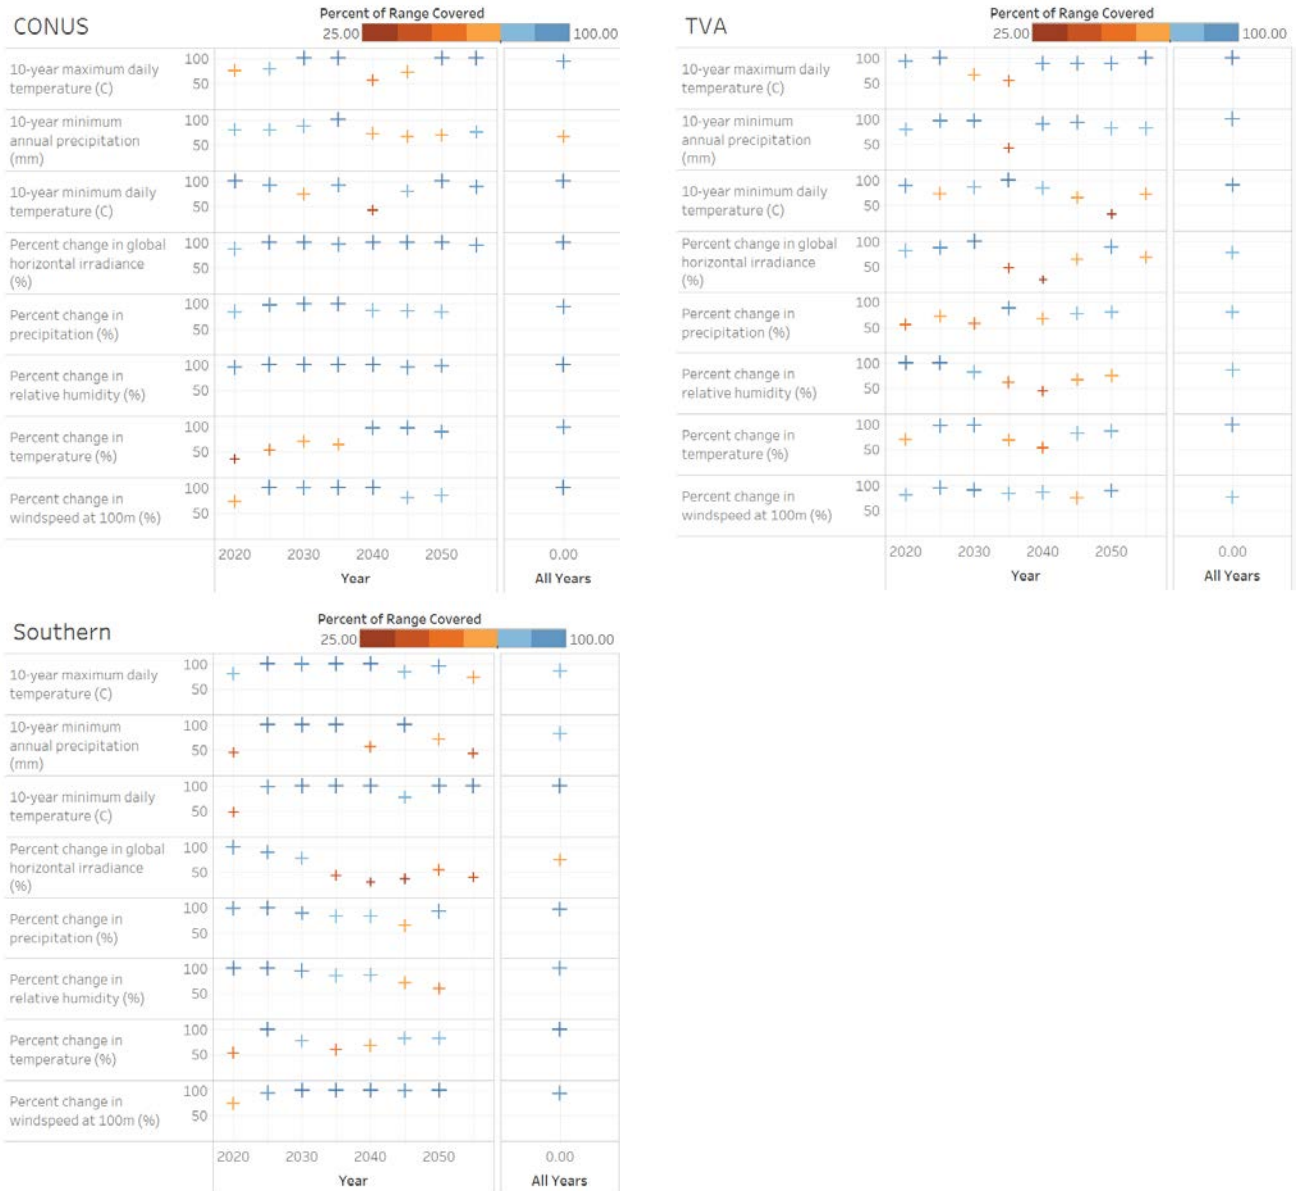 CONUS
Percent of Range Covered
25.00
100.00
10-year maximum daily
temperature (C)
100
50
10-year minimum
annual precipitation
(mm)
100
50
10-year minimum daily
temperature (C)
100
50
Percent change in global
horizontal irradiance
(%)
100
50
Percent change in
precipitation (%)
100
50
Percent change in
relative humidity (%)
100
50
Percent change in
temperature (%)
100
50
Percent change in
windspeed at 100m (%)
100
50
2020 2030 2040 2050
0.00
Year
All Years
TVA
Percent of Range Covered
25.00
100.00
10-year maximum daily
temperature (C)
100
50
10-year minimum
annual precipitation
(mm)
100
50
10-year minimum daily
temperature (C)
100
50
Percent change in global
horizontal irradiance
(%)
100
50
Percent change in
precipitation (%)
100
50
Percent change in
relative humidity (%)
100
50
Percent change in
temperature (%)
100
50
Percent change in
windspeed at 100m (%)
100
50
2020 2030 2040 2050
0.00
Year
All Years
Southern
Percent of Range Covered
25.00
100.00
10-year maximum daily
temperature (C)
100
50
10-year minimum
annual precipitation
(mm)
100
50
10-year minimum daily
temperature (C)
100
50
Percent change in global
horizontal irradiance
(%)
100
50
Percent change in
precipitation (%)
100
50
Percent change in
relative humidity (%)
100
50
Percent change in
temperature (%)
100
50
Percent change in
windspeed at 100m (%)
100
50
2020 2030 2040 2050
0.00
Year
All Years